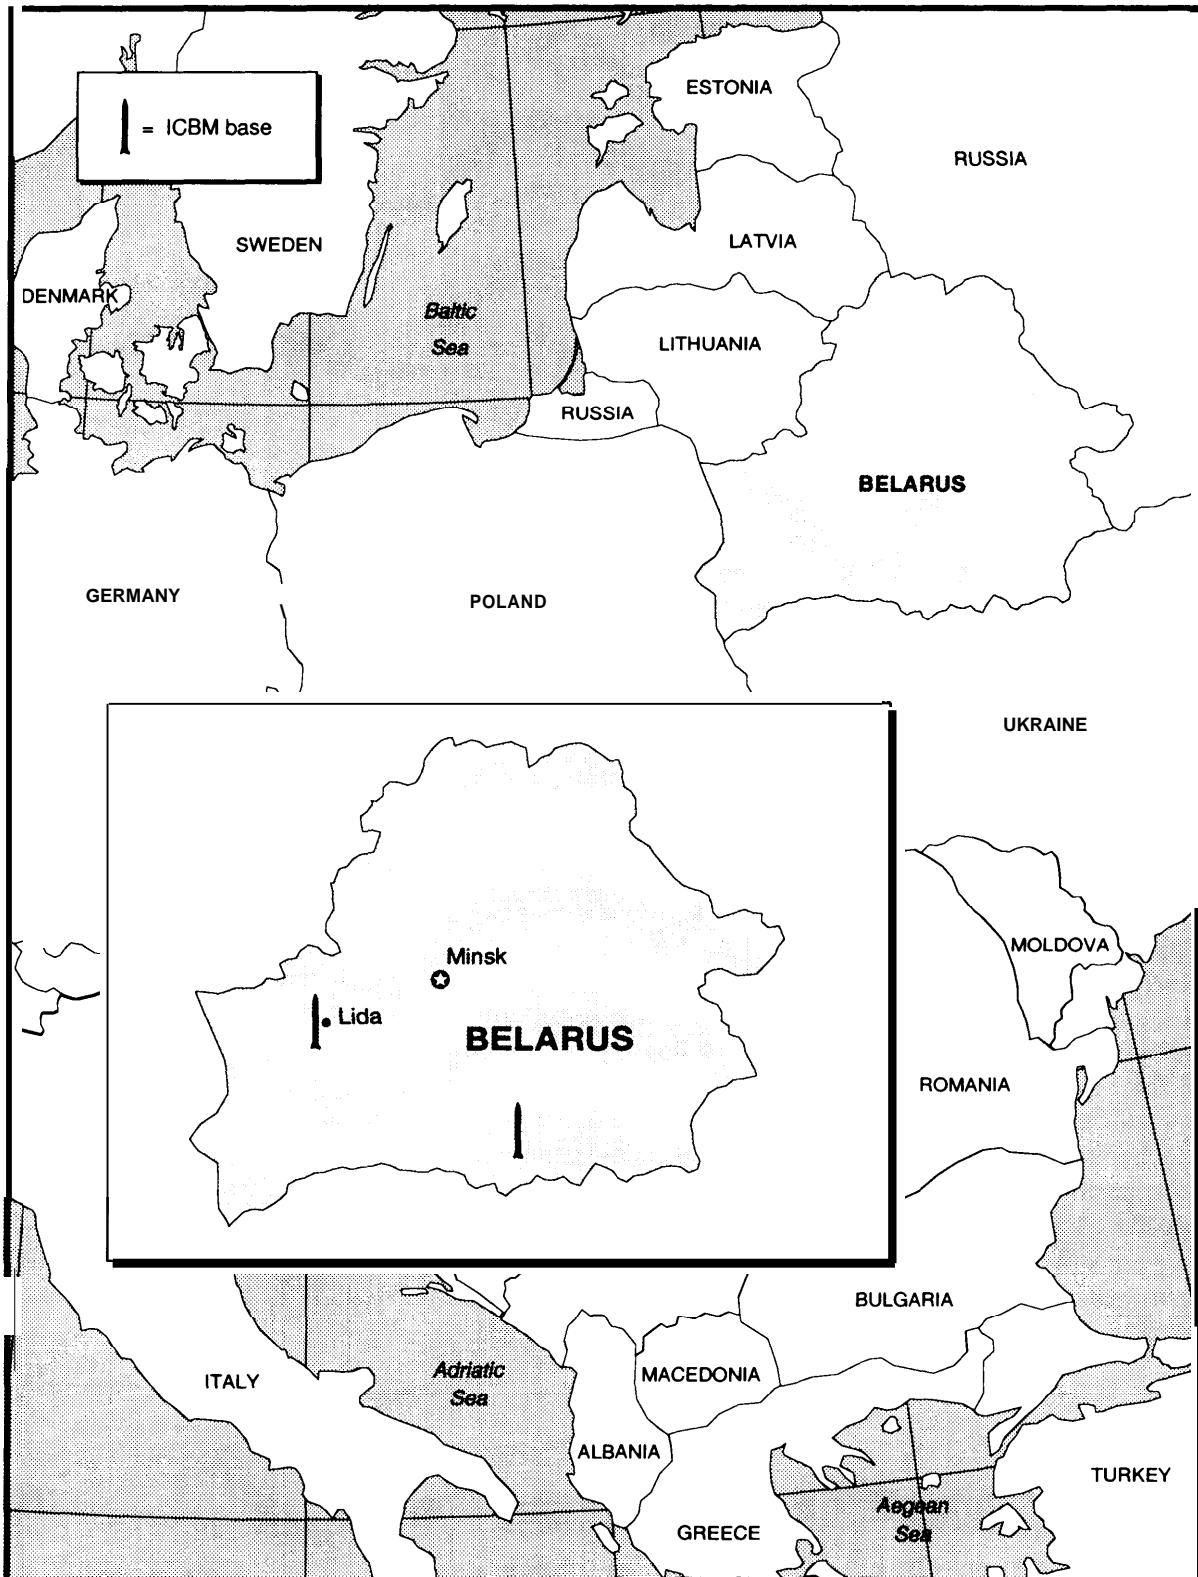 ESTONIA
= ICBM base
RUSSIA
SWEDEN
LATVIA
DENMARK
Baltic
Sea
LITHUANIA
RUSSIA
BELARUS
GERMANY
POLAND
UKRAINE
MOLDOVA
Minsk
Lida
BELARUS
ROMANIA
BULGARIA
ITALY
Adriatic
Sea
MACEDONIA
ALBANIA
TURKEY
Aegean
Sea
GREECE